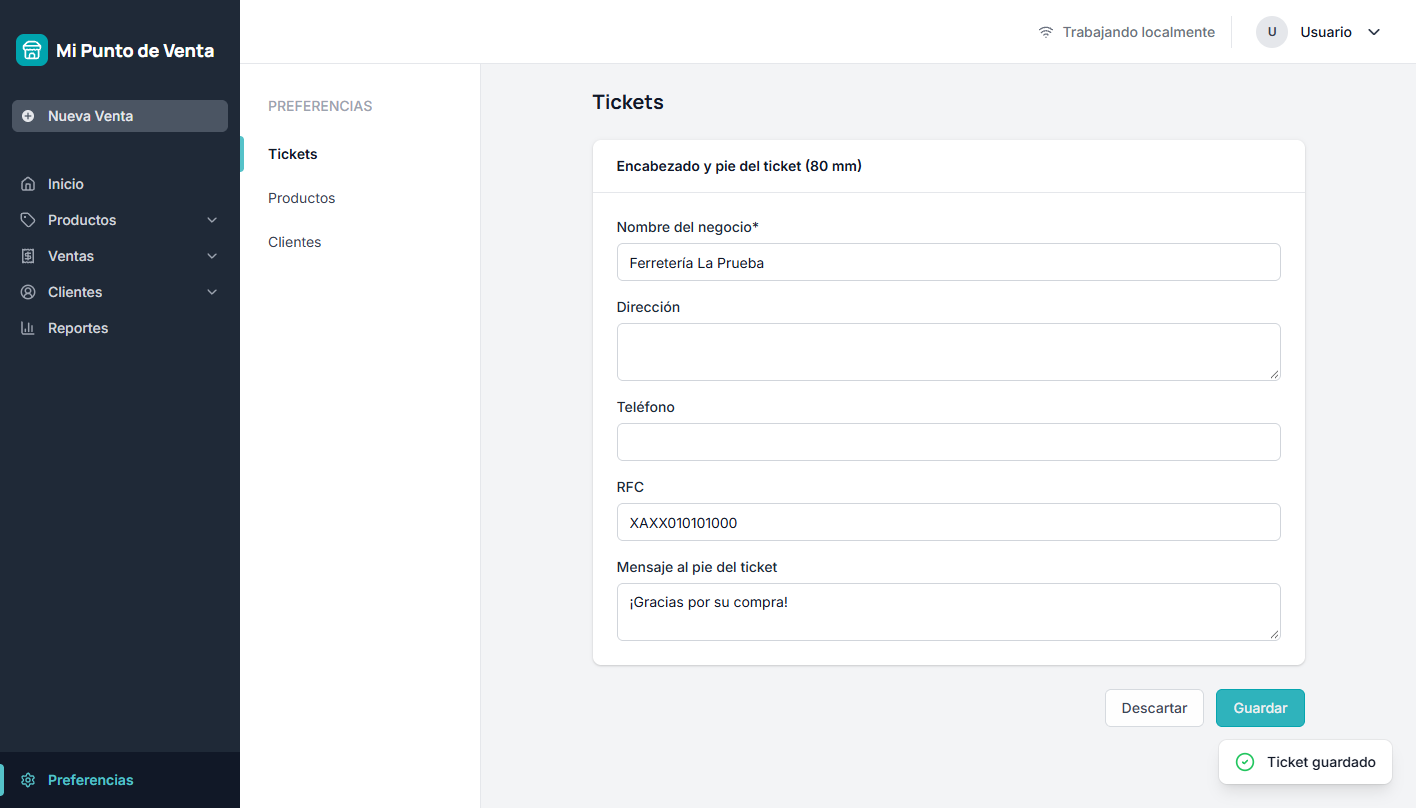 Mi Punto de Venta
Nueva Venta
Inicio
Productos
Ventas
Clientes
Reportes
Preferencias
Trabajando localmente
U
Usuario
PREFERENCIAS
Tickets
Productos
Clientes
Tickets
Encabezado y pie del ticket (80 mm)
Nombre del negocio*
Ferretería La Prueba
Dirección
Teléfono
RFC
XAXX010101000
Mensaje al pie del ticket
¡Gracias por su compra!
Descartar
Guardar
Ticket guardado